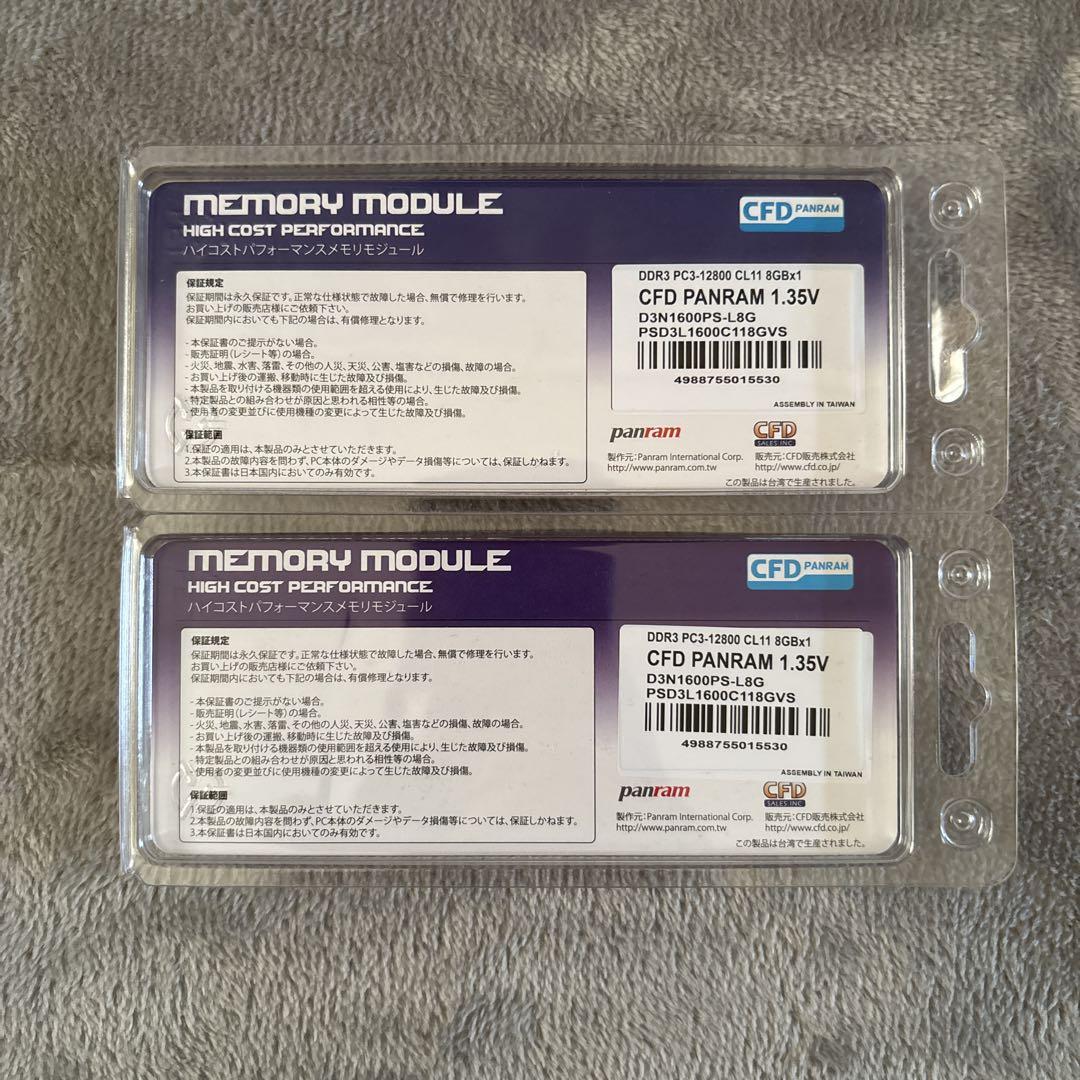 MEMORY MODULE
HIGH COST PERFORMANCE
ハイコストパフォーマンスメモリモジュール
CFD PANRAM
保証規定
保証期間は永久保証です。正常な仕様状態で故障した場合、無償で修理を行います。
お買い上げの販売店様にご依頼下さい。
保証期間内においても下記の場合は、有償修理となります。
- 本保証書のご提示がない場合。
- 販売証明(レシート等)の場合。
- 火災、地震、水害、落雷、その他の人災、天災、公害、塩害などの損傷、故障の場合。
- お買い上げ後の運搬、移動時に生じた故障及び損傷。
- 本製品を取り付ける機器類の使用範囲を超える使用により、生じた故障及び損傷。
- 特定製品との組み合わせが原因と思われる相性等の場合。
- 使用者の変更並びに使用機種の変更によって生じた故障及び損傷。
保証範囲
1.保証の適用は、本製品のみとさせていただきます。
2.本製品の故障内容を問わず、PC本体のダメージやデータ損傷等については、保証しかねます。
3.本保証書は日本国内においてのみ有効です。
DDR3 PC3-12800 CL11 8GBx1
CFD PANRAM 1.35V
D3N1600PS-L8G
PSD3L1600C118GVS
4988755015530
ASSEMBLY IN TAIWAN
panram
CFD
SALES INC
製作元:Panram International Corp. 販売元:CFD販売株式会社
http://www.panram.com.tw http://www.cfd.co.jp/
この製品は台湾で生産されました。
MEMORY MODULE
HIGH COST PERFORMANCE
ハイコストパフォーマンスメモリモジュール
CFD PANRAM
保証規定
保証期間は永久保証です。正常な仕様状態で故障した場合、無償で修理を行います。
お買い上げの販売店様にご依頼下さい。
保証期間内においても下記の場合は、有償修理となります。
- 本保証書のご提示がない場合。
- 販売証明(レシート等)の場合。
- 火災、地震、水害、落雷、その他の人災、天災、公害、塩害などの損傷、故障の場合。
- お買い上げ後の運搬、移動時に生じた故障及び損傷。
- 本製品を取り付ける機器類の使用範囲を超える使用により、生じた故障及び損傷。
- 特定製品との組み合わせが原因と思われる相性等の場合。
- 使用者の変更並びに使用機種の変更によって生じた故障及び損傷。
保証範囲
1.保証の適用は、本製品のみとさせていただきます。
2.本製品の故障内容を問わず、PC本体のダメージやデータ損傷等については、保証しかねます。
3.本保証書は日本国内においてのみ有効です。
DDR3 PC3-12800 CL11 8GBx1
CFD PANRAM 1.35V
D3N1600PS-L8G
PSD3L1600C118GVS
4988755015530
ASSEMBLY IN TAIWAN
panram
CFD
SALES INC
製作元:Panram International Corp. 販売元:CFD販売株式会社
http://www.panram.com.tw http://www.cfd.co.jp/
この製品は台湾で生産されました。